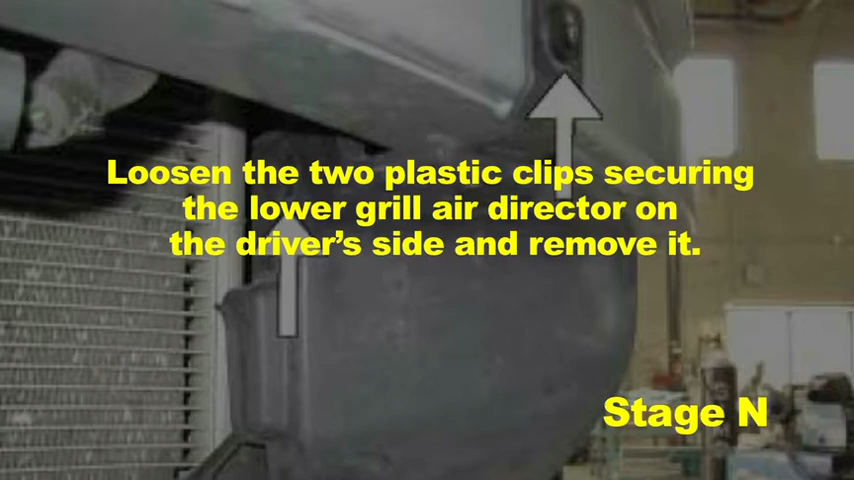 Loosen the two plastic clips securing
the lower grill air director on
the driver's side and remove it.
Stage N